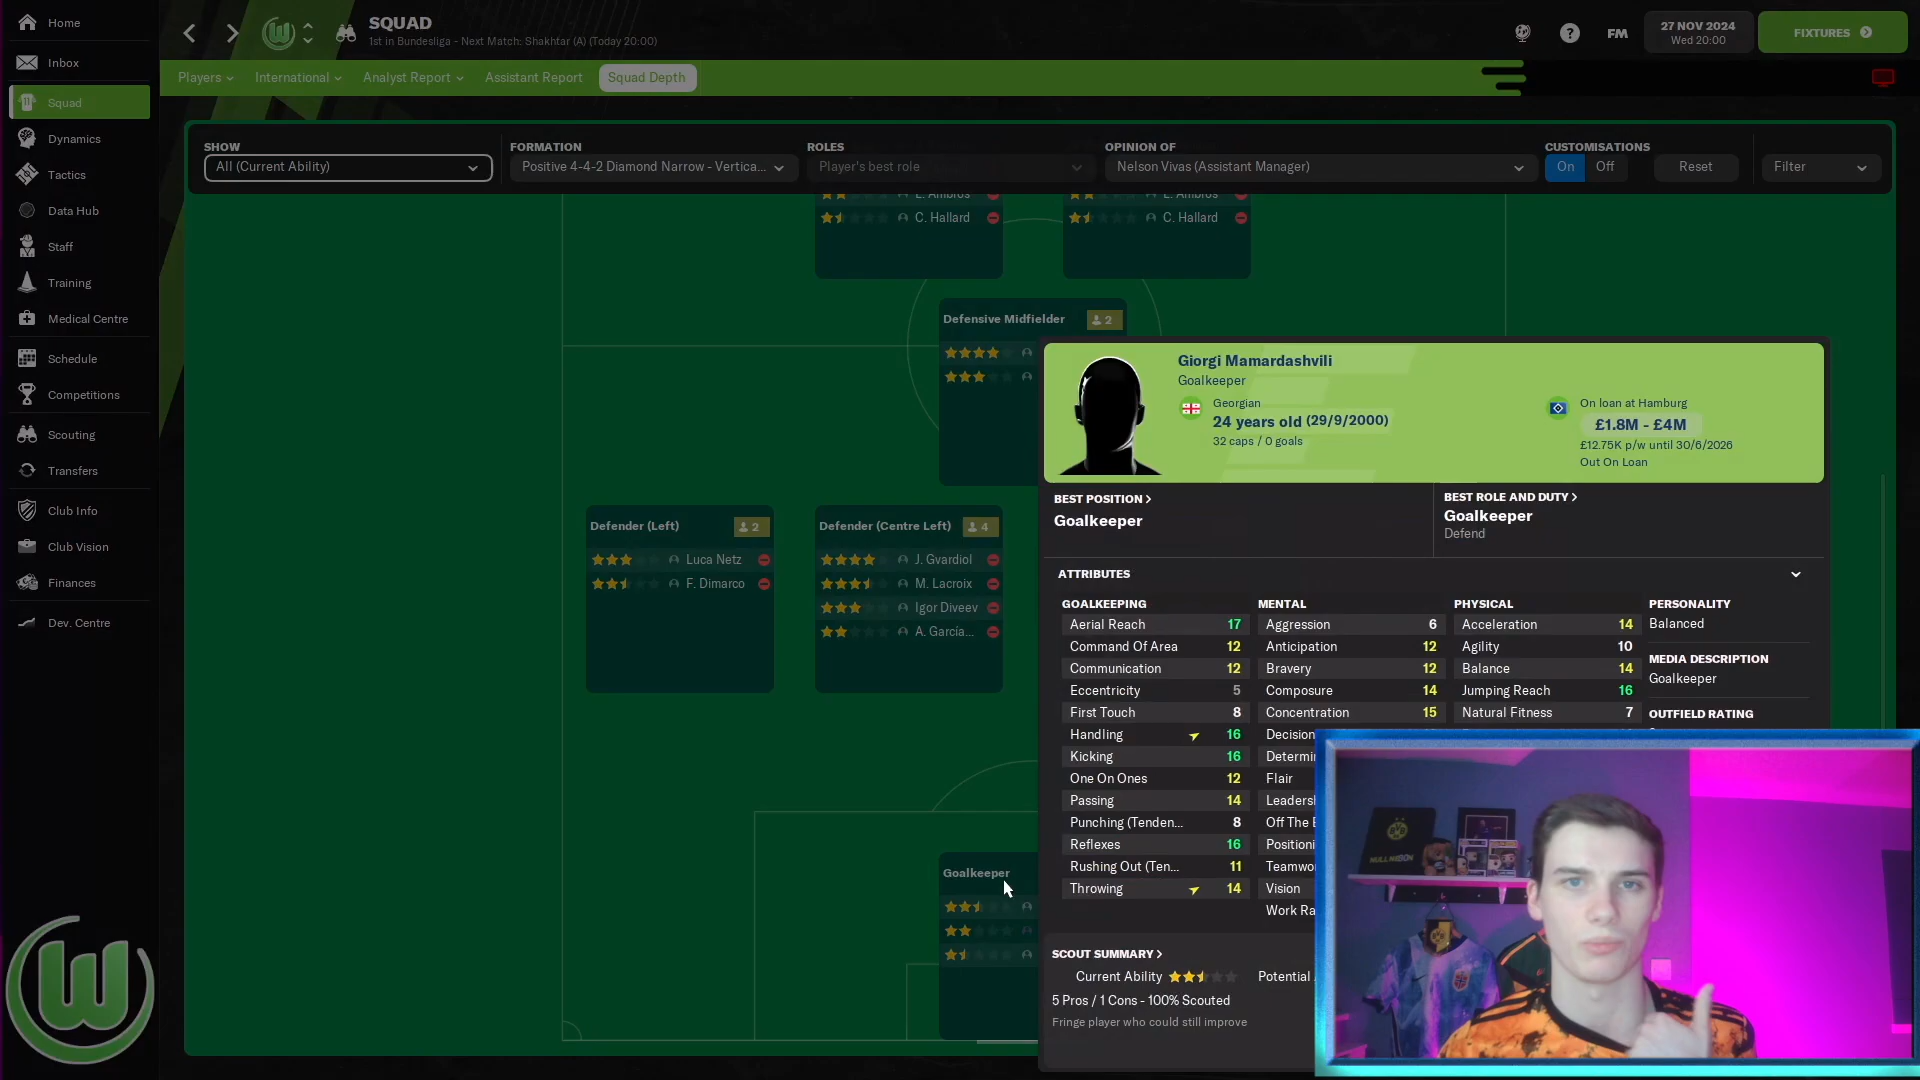 Home
Inbox
Squad
Dynamics
Tactics
Data Hub
Staff
Training
Medical Centre
Schedule
Competitions
Scouting
Transfers
Club Info
Club Vision
Finances
Dev. Centre
SQUAD
1st in Bundesliga - Next Match: Shakhtar (A) (Today 20:00)
FM
27 NOV 2024
Wed 20:00
FIXTURES
Players
International
Analyst Report
Assistant Report
Squad Depth
SHOW
All (Current Ability)
FORMATION
Positive 4-4-2 Diamond Narrow - Vertica...
ROLES
Player's best role
OPINION OF
Nelson Vivas (Assistant Manager)
CUSTOMISATIONS
On Off
Reset
Filter
L. Ambros
C. Hallard
L. Ambros
C. Hallard
Defensive Midfielder 2
Defender (Left) 2
Luca Netz
F. Dimarco
Defender (Centre Left) 4
J. Gvardiol
M. Lacroix
Igor Diveev
A. García...
Goalkeeper
Giorgi Mamardashvili
Goalkeeper
Georgian
24 years old (29/9/2000)
32 caps / 0 goals
On loan at Hamburg
£1.8M - £4M
£12.75K p/w until 30/6/2026
Out On Loan
BEST POSITION
Goalkeeper
BEST ROLE AND DUTY
Goalkeeper
Defend
ATTRIBUTES
GOALKEEPING
Aerial Reach 17
Command Of Area 12
Communication 12
Eccentricity 5
First Touch 8
Handling 16
Kicking 16
One On Ones 12
Passing 14
Punching (Tenden... 8
Reflexes 16
Rushing Out (Ten... 11
Throwing 14
MENTAL
Aggression 6
Anticipation 12
Bravery 12
Composure 14
Concentration 15
Decision
Determi
Flair
Leaders
Off The
Positioni
Teamwo
Vision
Work Ra
PHYSICAL
Acceleration 14
Agility 10
Balance 14
Jumping Reach 16
Natural Fitness 7
PERSONALITY
Balanced
MEDIA DESCRIPTION
Goalkeeper
OUTFIELD RATING
SCOUT SUMMARY
Current Ability
Potential
5 Pros / 1 Cons - 100% Scouted
Fringe player who could still improve